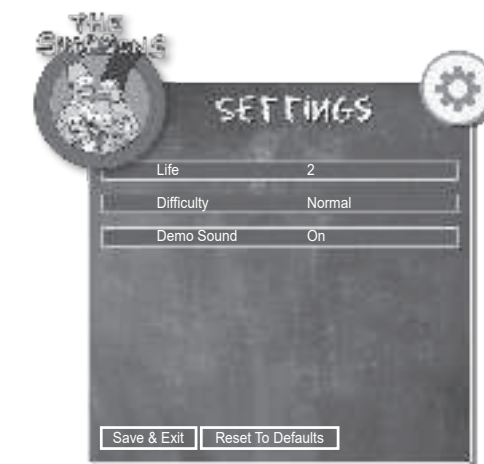 THE
SIMPSONS
SETTINGS
Life 2
Difficulty Normal
Demo Sound On
Save & Exit Reset To Defaults